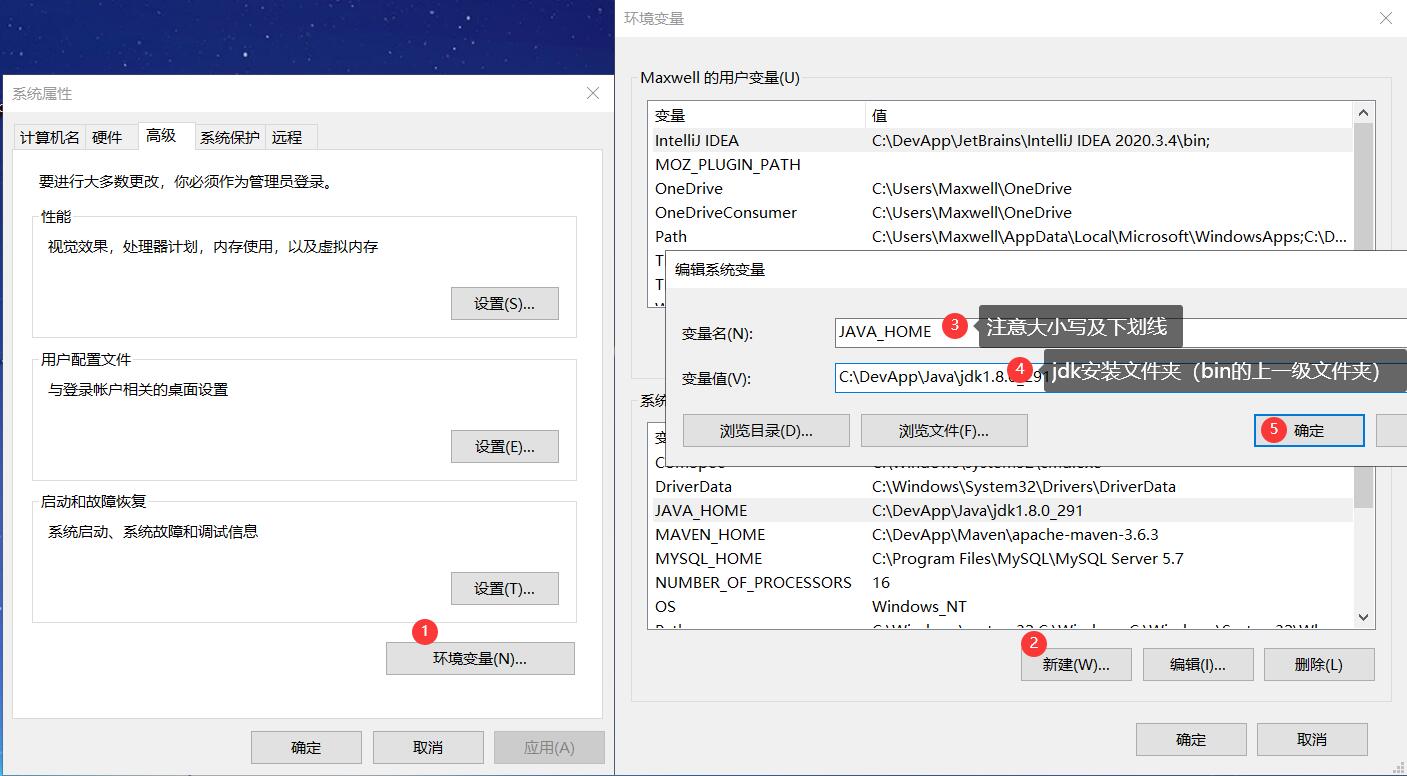 系统属性
计算机名 硬件 高级 系统保护 远程
要进行大多数更改，你必须作为管理员登录。
性能
视觉效果，处理器计划，内存使用，以及虚拟内存
设置(S)...
用户配置文件
与登录帐户相关的桌面设置
设置(E)...
启动和故障恢复
系统启动、系统故障和调试信息
设置(T)...
1
环境变量(N)...
确定 取消 应用(A)
环境变量
Maxwell 的用户变量(U)
变量 值
IntelliJ IDEA C:\DevApp\JetBrains\IntelliJ IDEA 2020.3.4\bin;
MOZ_PLUGIN_PATH
OneDrive C:\Users\Maxwell\OneDrive
OneDriveConsumer C:\Users\Maxwell\OneDrive
Path C:\Users\Maxwell\AppData\Local\Microsoft\WindowsApps;C:\D...
T
T
编辑系统变量
变量名(N): JAVA_HOME 3 注意大小写及下划线
变量值(V): C:\DevApp\Java\jdk1.8.0_291 4 jdk安装文件夹（bin的上一级文件夹）
浏览目录(D)... 浏览文件(F)... 5 确定
系统
DriverData C:\Windows\System32\Drivers\DriverData
JAVA_HOME C:\DevApp\Java\jdk1.8.0_291
MAVEN_HOME C:\DevApp\Maven\apache-maven-3.6.3
MYSQL_HOME C:\Program Files\MySQL\MySQL Server 5.7
NUMBER_OF_PROCESSORS 16
OS Windows_NT
2
新建(W)... 编辑(I)... 删除(L)
确定 取消